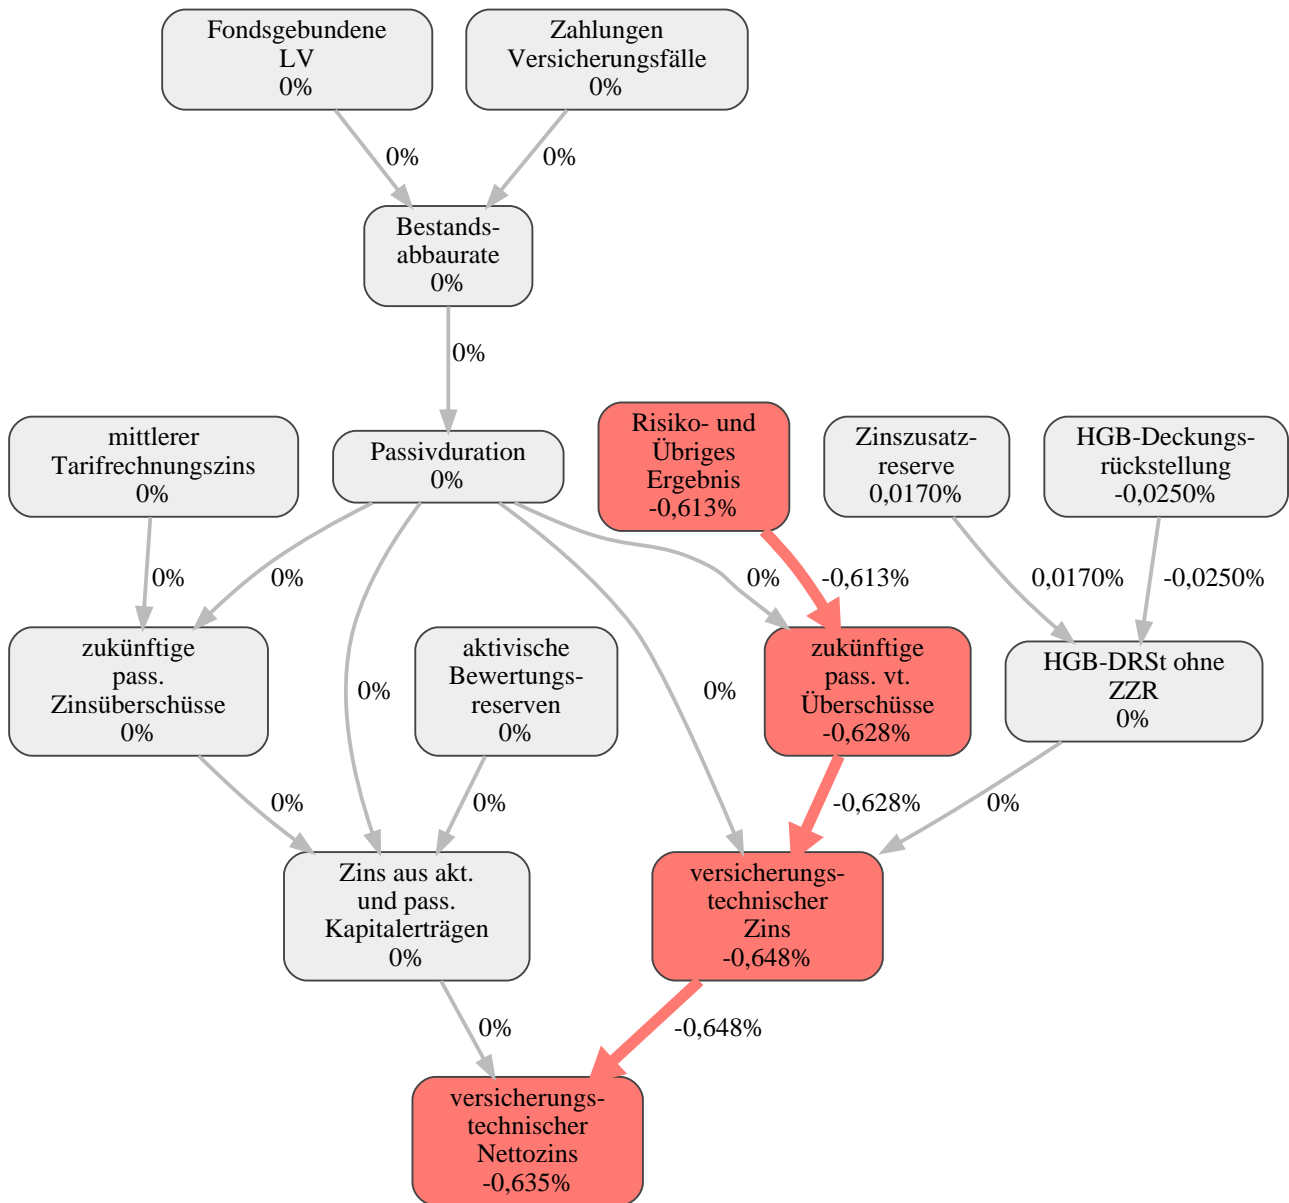 Fondsgebundene
LV
0%
Zahlungen
Versicherungsfälle
0%
0%
0%
Bestands-
abbaurate
0%
0%
mittlerer
Tarifrechnungszins
0%
Passivduration
0%
Risiko- und
Übriges
Ergebnis
-0,613%
Zinszusatz-
reserve
0,0170%
HGB-Deckungs-
rückstellung
-0,0250%
0%
0%
0%
-0,613%
0,0170%
-0,0250%
zukünftige
pass.
Zinsüberschüsse
0%
0%
aktivische
Bewertungs-
reserven
0%
0%
zukünftige
pass. vt.
Überschüsse
-0,628%
HGB-DRSt ohne
ZZR
0%
0%
0%
-0,628%
0%
Zins aus akt.
und pass.
Kapitalerträgen
0%
versicherungs-
technischer
Zins
-0,648%
0%
-0,648%
versicherungs-
technischer
Nettozins
-0,635%